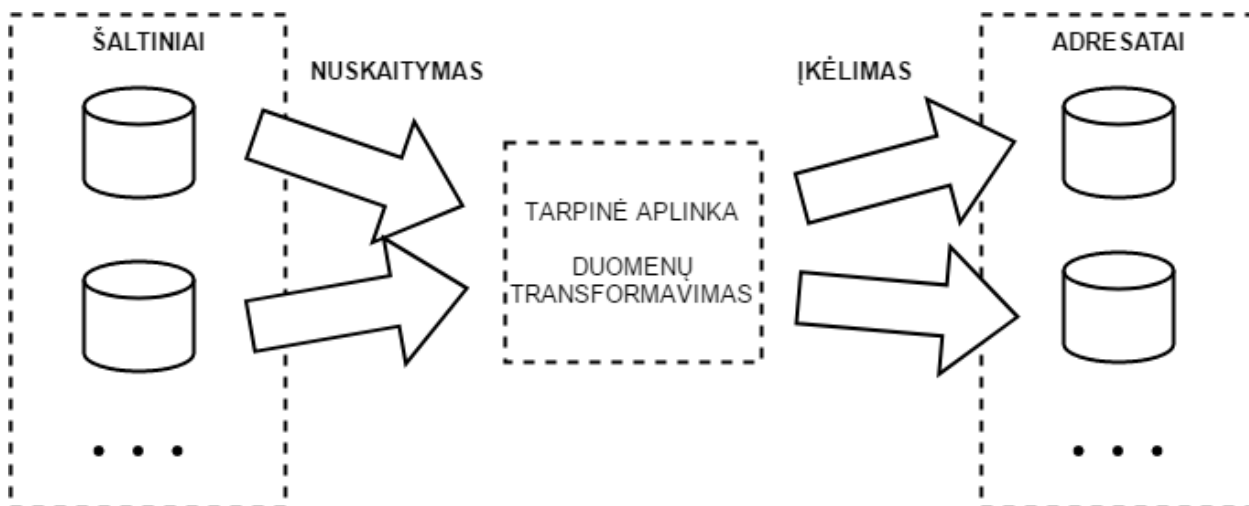 ŠALTINIAI
NUSKAITYMAS
TARPINĖ APLINKA
DUOMENŲ
TRANSFORMAVIMAS
ĮKĖLIMAS
ADRESATAI